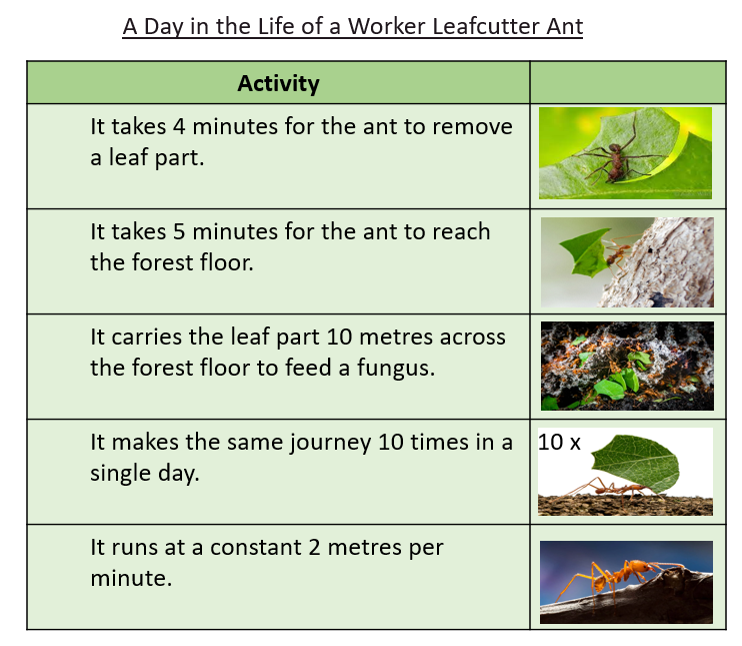 A Day in the Life of a Worker Leafcutter Ant
Activity
It takes 4 minutes for the ant to remove
a leaf part.
It takes 5 minutes for the ant to reach
the forest floor.
It carries the leaf part 10 metres across
the forest floor to feed a fungus.
It makes the same journey 10 times in a
single day.
10 x
It runs at a constant 2 metres per
minute.